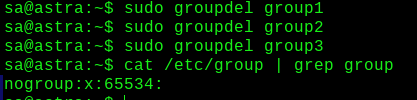 sa@astra:~$ sudo groupdel group1
sa@astra:~$ sudo groupdel group2
sa@astra:~$ sudo groupdel group3
sa@astra:~$ cat /etc/group | grep group
nogroup:x:65534:
sa@astra:~$